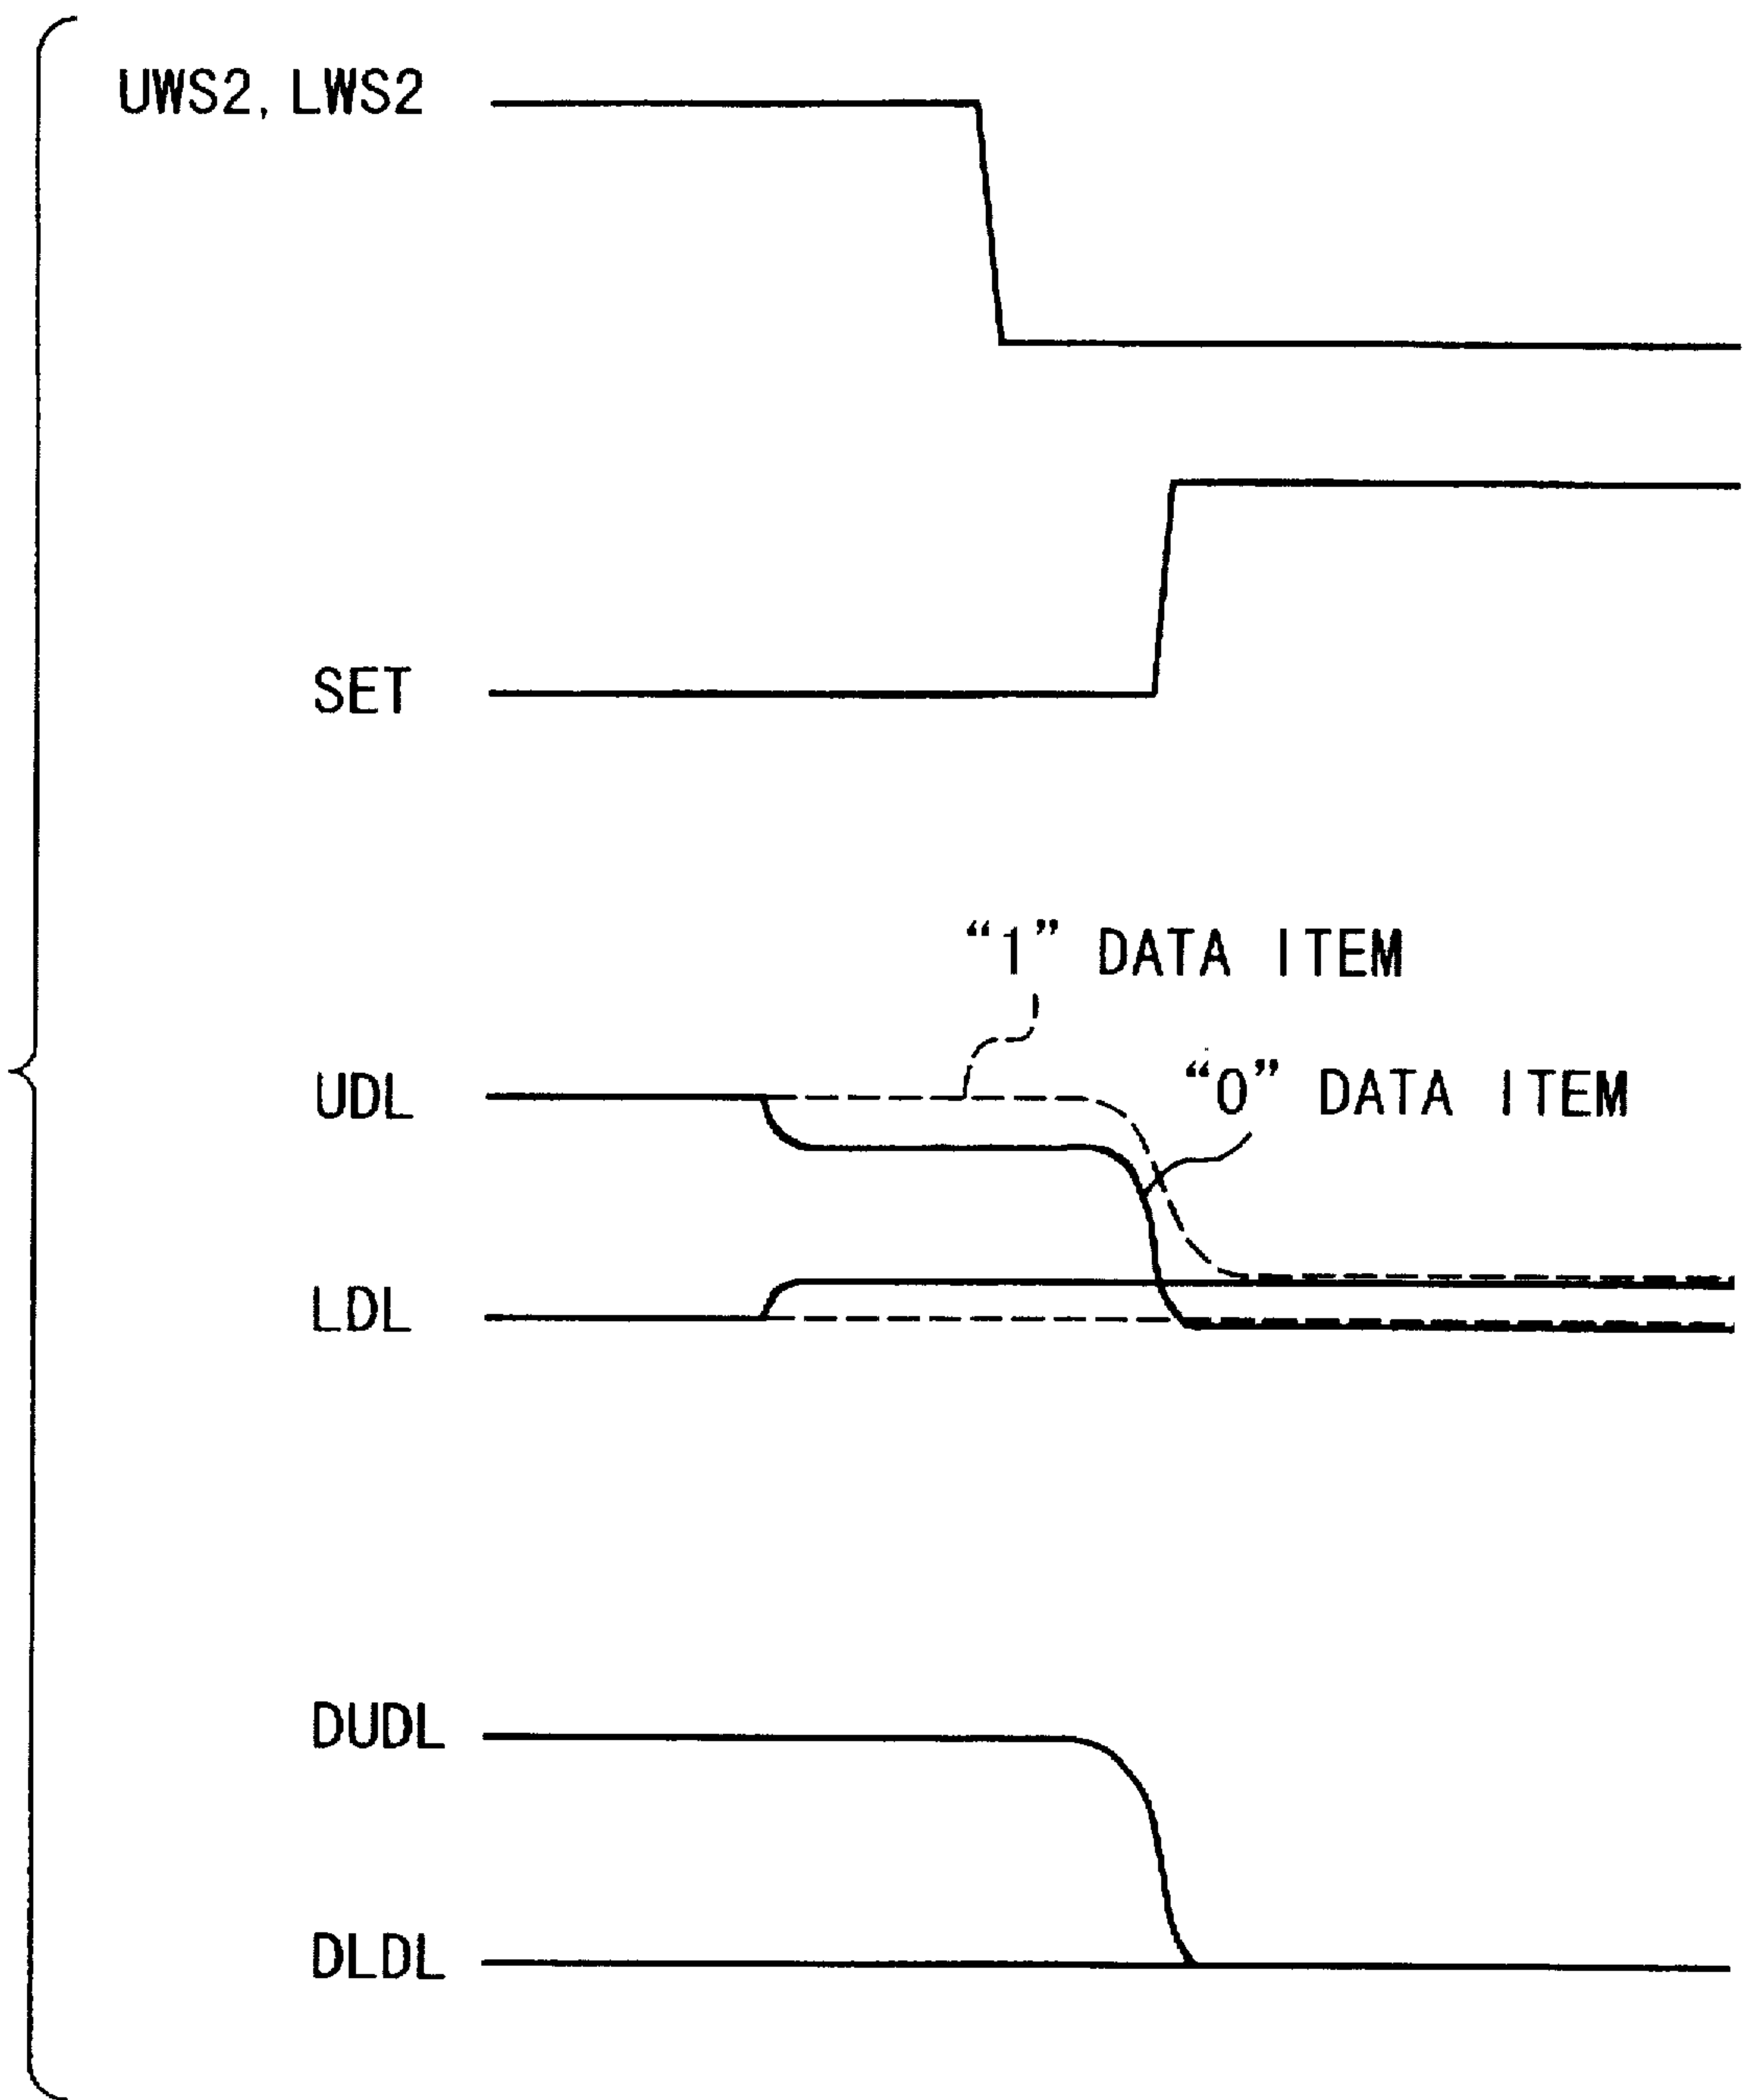 UWS2, LWS2
SET
“1” DATA ITEM
UDL
“0” DATA ITEM
LDL
DUDL
DLDL